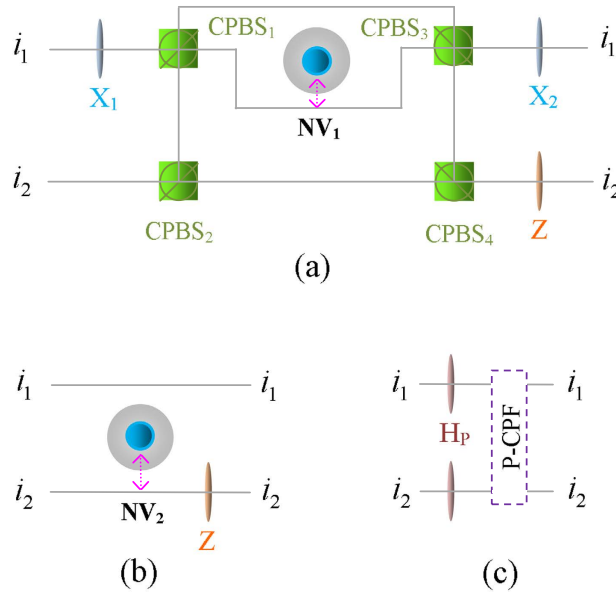 CPBS₁ CPBS₃
i₁ i₁
X₁ NV₁ X₂
i₂ i₂
CPBS₂ CPBS₄ Z
(a)
i₁ i₁ i₁ i₁
H_P P-CPF
i₂ NV₂ Z i₂ i₂ i₂
(b) (c)